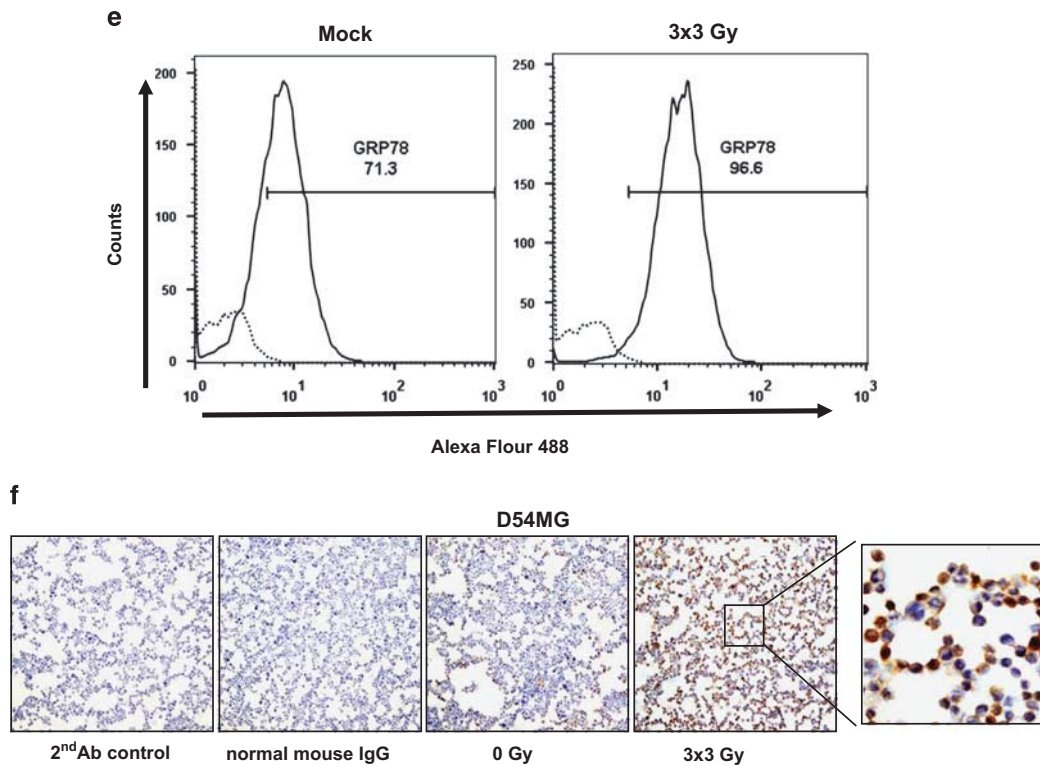 e
Mock
3x3 Gy
200
150
100
50
0
GRP78
71.3
250
200
150
100
50
0
GRP78
96.6
Counts
10^0 10^1 10^2 10^3
10^0 10^1 10^2 10^3
Alexa Flour 488
f
D54MG
2^nd Ab control
normal mouse IgG
0 Gy
3x3 Gy